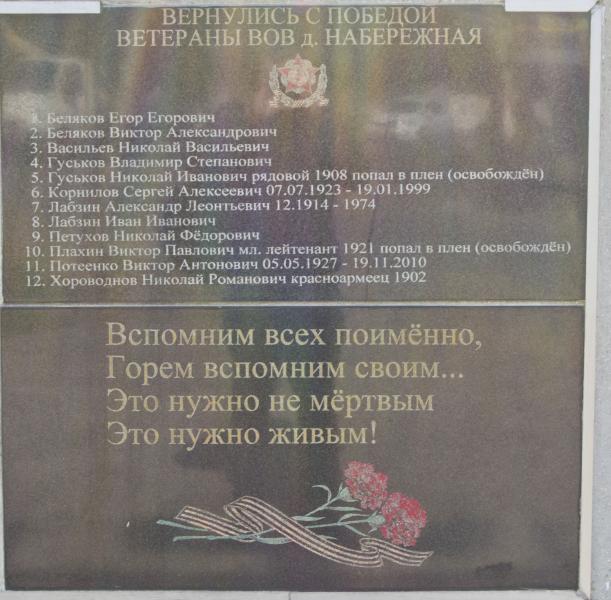 ВЕРНУЛИСЬ С ПОБЕДОЙ
ВЕТЕРАНЫ ВОВ д. НАБЕРЕЖНАЯ
1. Беляков Егор Егорович
2. Беляков Виктор Александрович
3. Васильев Николай Васильевич
4. Гуськов Владимир Степанович
5. Гуськов Николай Иванович рядовой 1908 попал в плен (освобождён)
6. Корнилов Сергей Алексеевич 07.07.1923 - 19.01.1999
7. Лабзин Александр Леонтьевич 12.1914 - 1974
8. Лабзин Иван Иванович
9. Петухов Николай Фёдорович
10. Плахин Виктор Павлович мл. лейтенант 1921 попал в плен (освобождён)
11. Потеенко Виктор Антонович 05.05.1927 - 19.11.2010
12. Хороводнов Николай Романович красноармеец 1902
Вспомним всех поимённо,
Горем вспомним своим...
Это нужно не мёртвым
Это нужно живым!